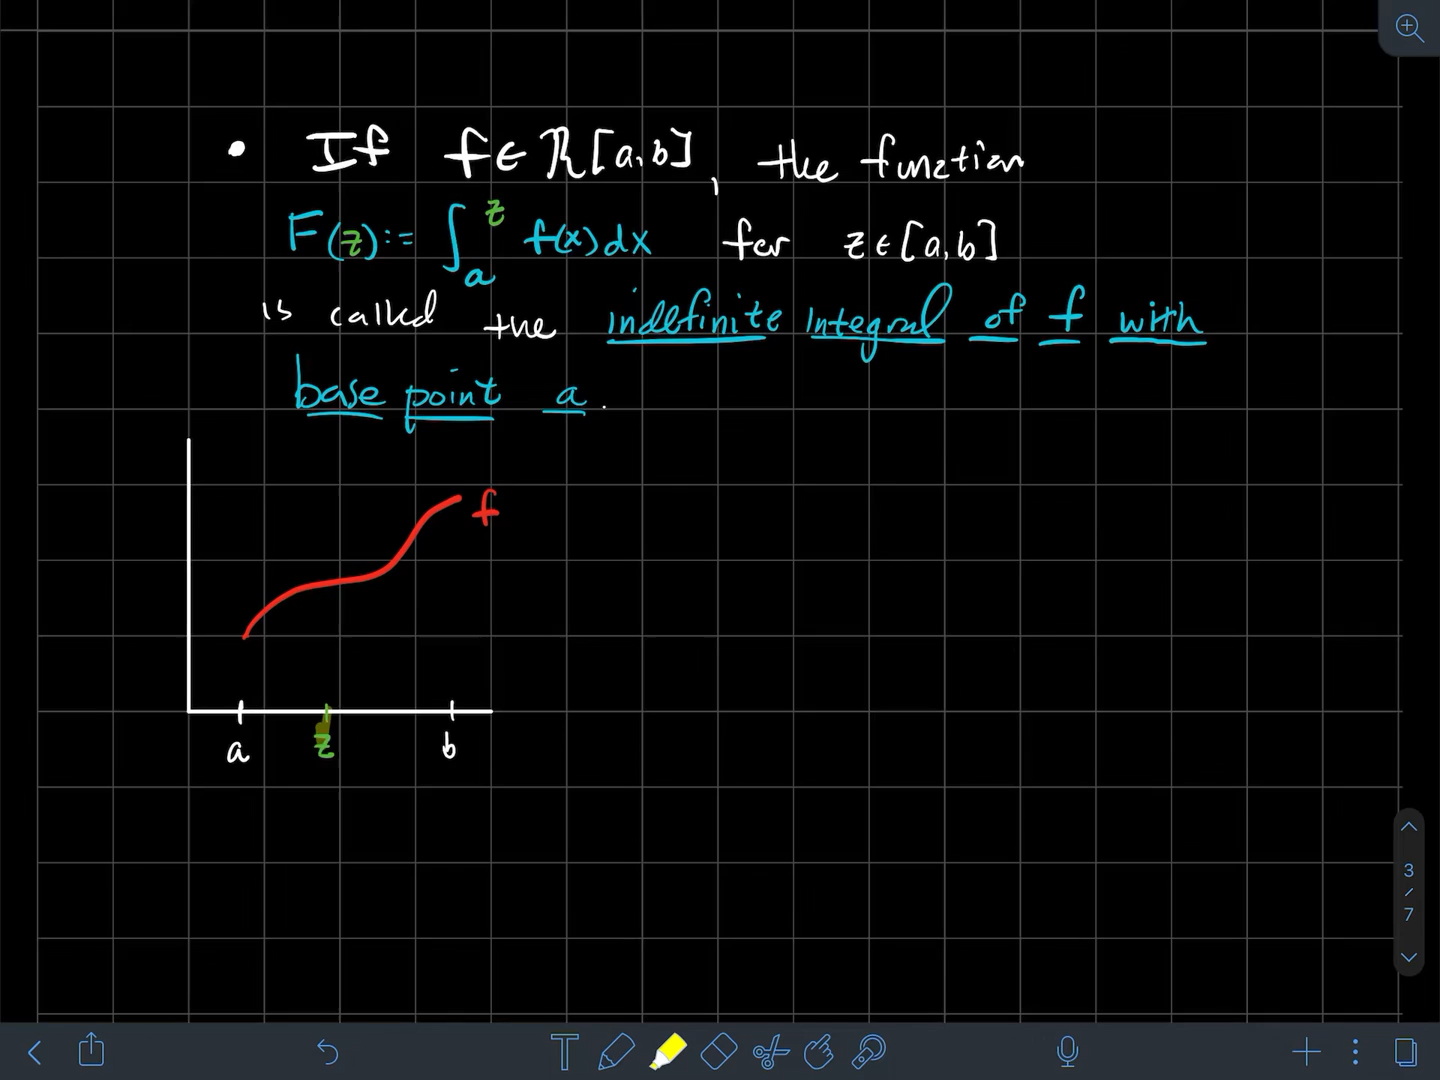 • If f ∈ ℛ[a,b], the function
F(z) := ∫ₐᶻ f(x)dx for z ∈ [a,b]
is called the indefinite integral of f with
base point a.
f
a z b
3
/
7
T